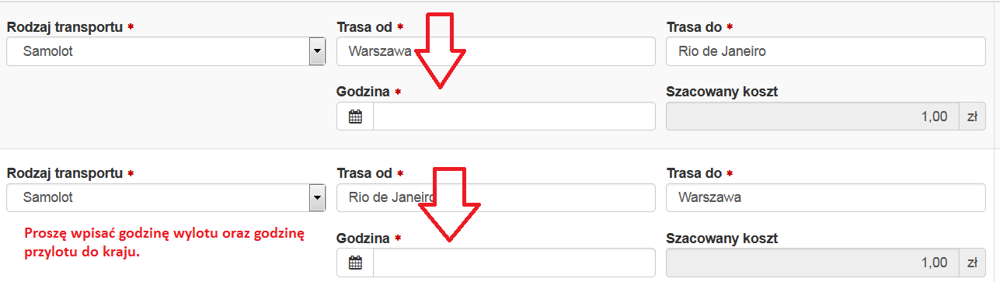 Rodzaj transportu * Trasa od * Trasa do *
Samolot Warszawa Rio de Janeiro
Godzina * Szacowany koszt
1,00 zł
Rodzaj transportu * Trasa od * Trasa do *
Samolot Rio de Janeiro Warszawa
Proszę wpisać godzinę wylotu oraz godzinę
przylotu do kraju.
Godzina * Szacowany koszt
1,00 zł